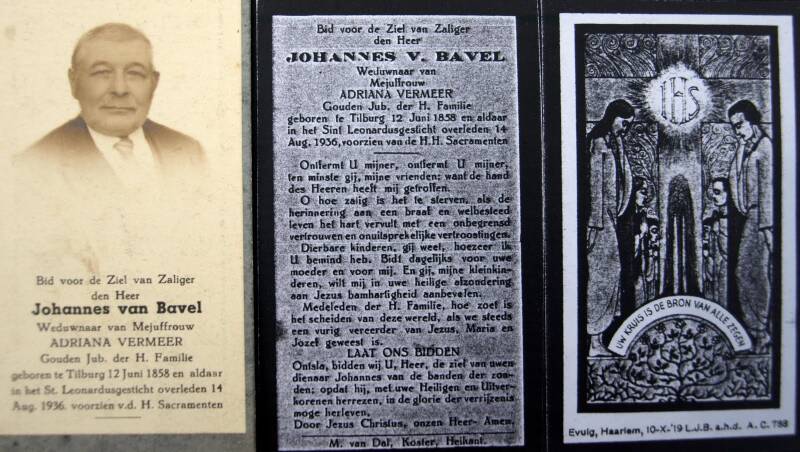 Bid voor de Ziel van Zaliger
den Heer
Johannes van Bavel
Weduwnaar van Mejuffrouw
ADRIANA VERMEER
Gouden Jub. der H. Familie
geboren te Tilburg 12 Juni 1858 en aldaar
in het St. Leonardusgesticht overleden 14
Aug. 1936. voorzien v.d. H. Sacramenten
Bid voor de Ziel van Zaliger
den Heer
JOHANNES V. BAVEL
Weduwnaar van
Mejuffrouw
ADRIANA VERMEER
Gouden Jub. der H. Familie
geboren te Tilburg 12 Juni 1858 en aldaar
in het Sint Leonardusgesticht overleden 14
Aug. 1936, voorzien van de H.H. Sacramenten
Ontfermt U mijner, ontfermt U mijner,
ten minste gij, mijne vrienden; want de hand
des Heeren heeft mij getroffen.
O hoe zalig is het te sterven, als de
herinnering aan een braaf en welbesteed
leven het hart vervult met een onbegrensd
vertrouwen en onuitsprekelijke vertroostingen.
Dierbare kinderen, gij weet, hoezeer ik
U bemind heb. Bidt dagelijks voor uwe
moeder en voor mij. En gij, mijne kleinkin-
deren, wilt mij in uwe heilige afzondering
aan Jezus bamhartigheid aanbevelen.
Medeleden der H. Familie, hoe zoet is
het scheiden van deze wereld, als we steeds
een vurig vereerder van Jezus, Maria en
Jozef geweest is.
LAAT ONS BIDDEN
Ontsla, bidden wij U, Heer, de ziel van uwen
dienaar Johannes van de banden der zon-
den; opdat hij, met uwe Heiligen en Uitver-
korenen herrezen, in de glorie der verrijzenis
moge herleven.
Door Jezus Christus, onzen Heer- Amen.
M. van Dal, Koster, Heikant.
IHS
UW KRUIS IS DE BRON VAN ALLE ZEGEN
Evulg, Haarlem, 10-X-'19 L.J.B. a.h.d. A. C. 788